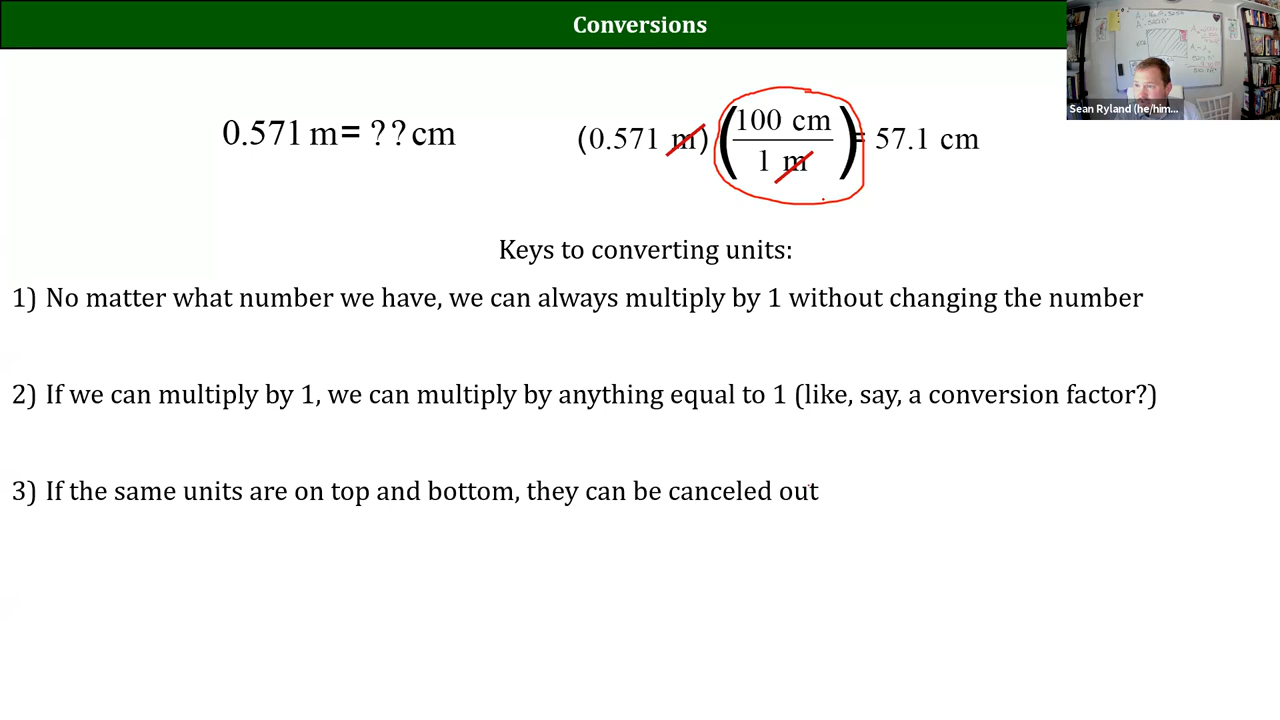 Conversions
Sean Ryland (he/him...
0.571 m = ??cm
(0.571 m)(100 cm / 1 m) = 57.1 cm
Keys to converting units:
1) No matter what number we have, we can always multiply by 1 without changing the number
2) If we can multiply by 1, we can multiply by anything equal to 1 (like, say, a conversion factor?)
3) If the same units are on top and bottom, they can be canceled out